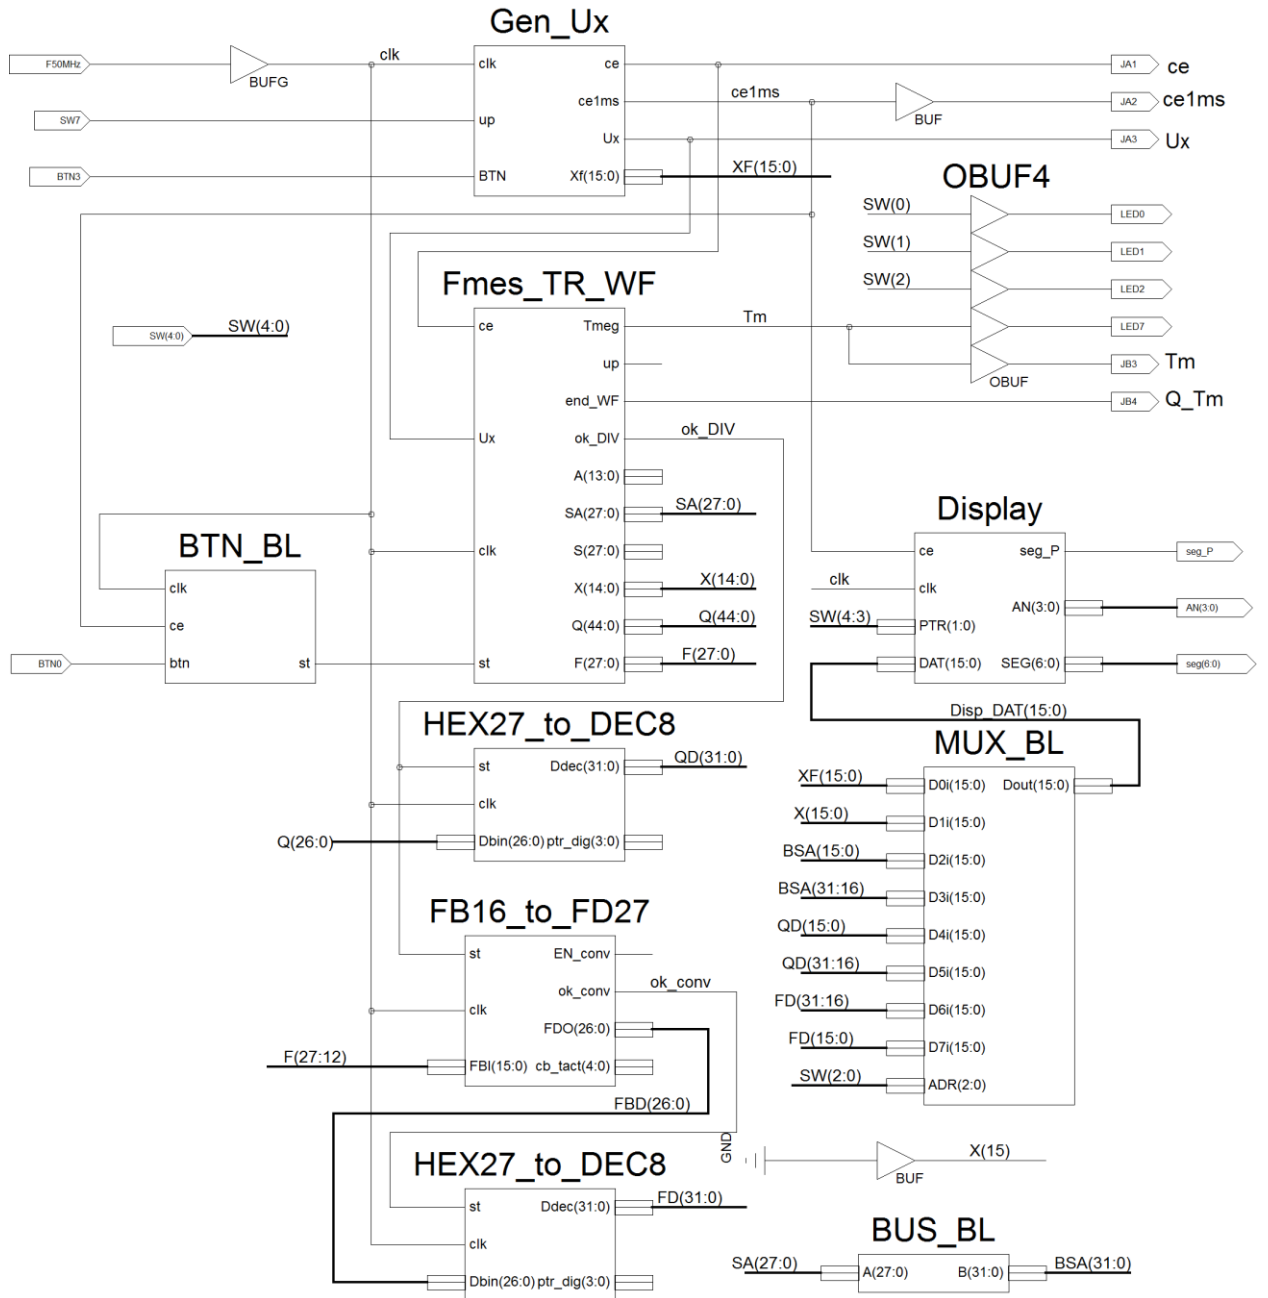 Gen_Ux
F50MHz
BUFG
clk
clk
ce
JA1
ce
ce1ms
ce1ms
BUF
JA2
ce1ms
SW7
up
Ux
JA3
Ux
BTN3
BTN
Xf(15:0)
XF(15:0)
OBUF4
SW(0)
LED0
SW(1)
LED1
SW(2)
LED2
LED7
OBUF
JB3
Tm
JB4
Q_Tm
Fmes_TR_WF
SW(4:0)
SW(4:0)
ce
Tmeg
Tm
up
end_WF
Ux
ok_DIV
ok_DIV
A(13:0)
SA(27:0)
SA(27:0)
clk
S(27:0)
X(14:0)
X(14:0)
Q(44:0)
Q(44:0)
st
F(27:0)
F(27:0)
BTN_BL
clk
ce
BTN0
btn
st
Display
ce
seg_P
seg_P
clk
clk
AN(3:0)
AN(3:0)
SW(4:3)
PTR(1:0)
DAT(15:0)
SEG(6:0)
seg(6:0)
Disp_DAT(15:0)
HEX27_to_DEC8
st
Ddec(31:0)
QD(31:0)
clk
Q(26:0)
Dbin(26:0)
ptr_dig(3:0)
MUX_BL
XF(15:0)
D0i(15:0)
Dout(15:0)
X(15:0)
D1i(15:0)
BSA(15:0)
D2i(15:0)
BSA(31:16)
D3i(15:0)
QD(15:0)
D4i(15:0)
QD(31:16)
D5i(15:0)
FD(31:16)
D6i(15:0)
FD(15:0)
D7i(15:0)
SW(2:0)
ADR(2:0)
FB16_to_FD27
st
EN_conv
ok_conv
ok_conv
clk
FDO(26:0)
F(27:12)
FBI(15:0)
cb_tact(4:0)
FBD(26:0)
GND
BUF
X(15)
HEX27_to_DEC8
st
Ddec(31:0)
FD(31:0)
clk
Dbin(26:0)
ptr_dig(3:0)
BUS_BL
SA(27:0)
A(27:0)
B(31:0)
BSA(31:0)